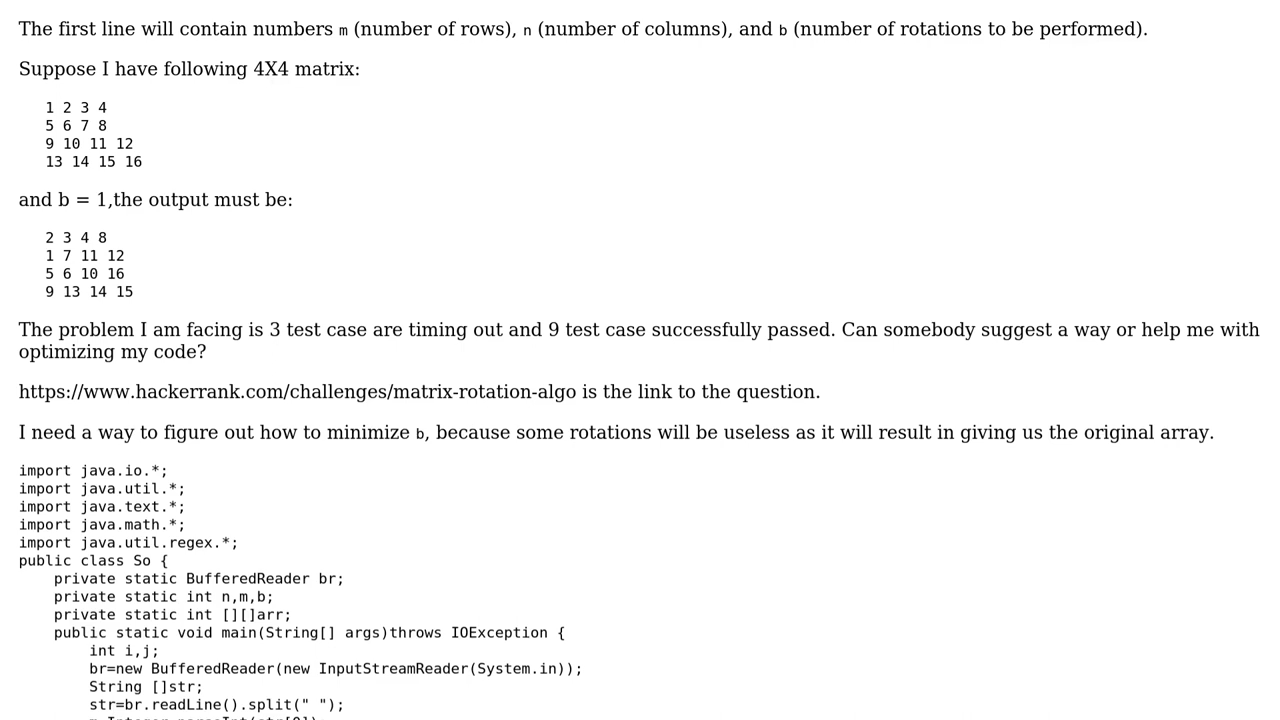 The first line will contain numbers m (number of rows), n (number of columns), and b (number of rotations to be performed).
Suppose I have following 4X4 matrix:
1 2 3 4
5 6 7 8
9 10 11 12
13 14 15 16
and b = 1,the output must be:
2 3 4 8
1 7 11 12
5 6 10 16
9 13 14 15
The problem I am facing is 3 test case are timing out and 9 test case successfully passed. Can somebody suggest a way or help me with
optimizing my code?
https://www.hackerrank.com/challenges/matrix-rotation-algo is the link to the question.
I need a way to figure out how to minimize b, because some rotations will be useless as it will result in giving us the original array.
import java.io.*;
import java.util.*;
import java.text.*;
import java.math.*;
import java.util.regex.*;
public class So {
    private static BufferedReader br;
    private static int n,m,b;
    private static int [][]arr;
    public static void main(String[] args)throws IOException {
        int i,j;
        br=new BufferedReader(new InputStreamReader(System.in));
        String []str;
        str=br.readLine().split(" ");